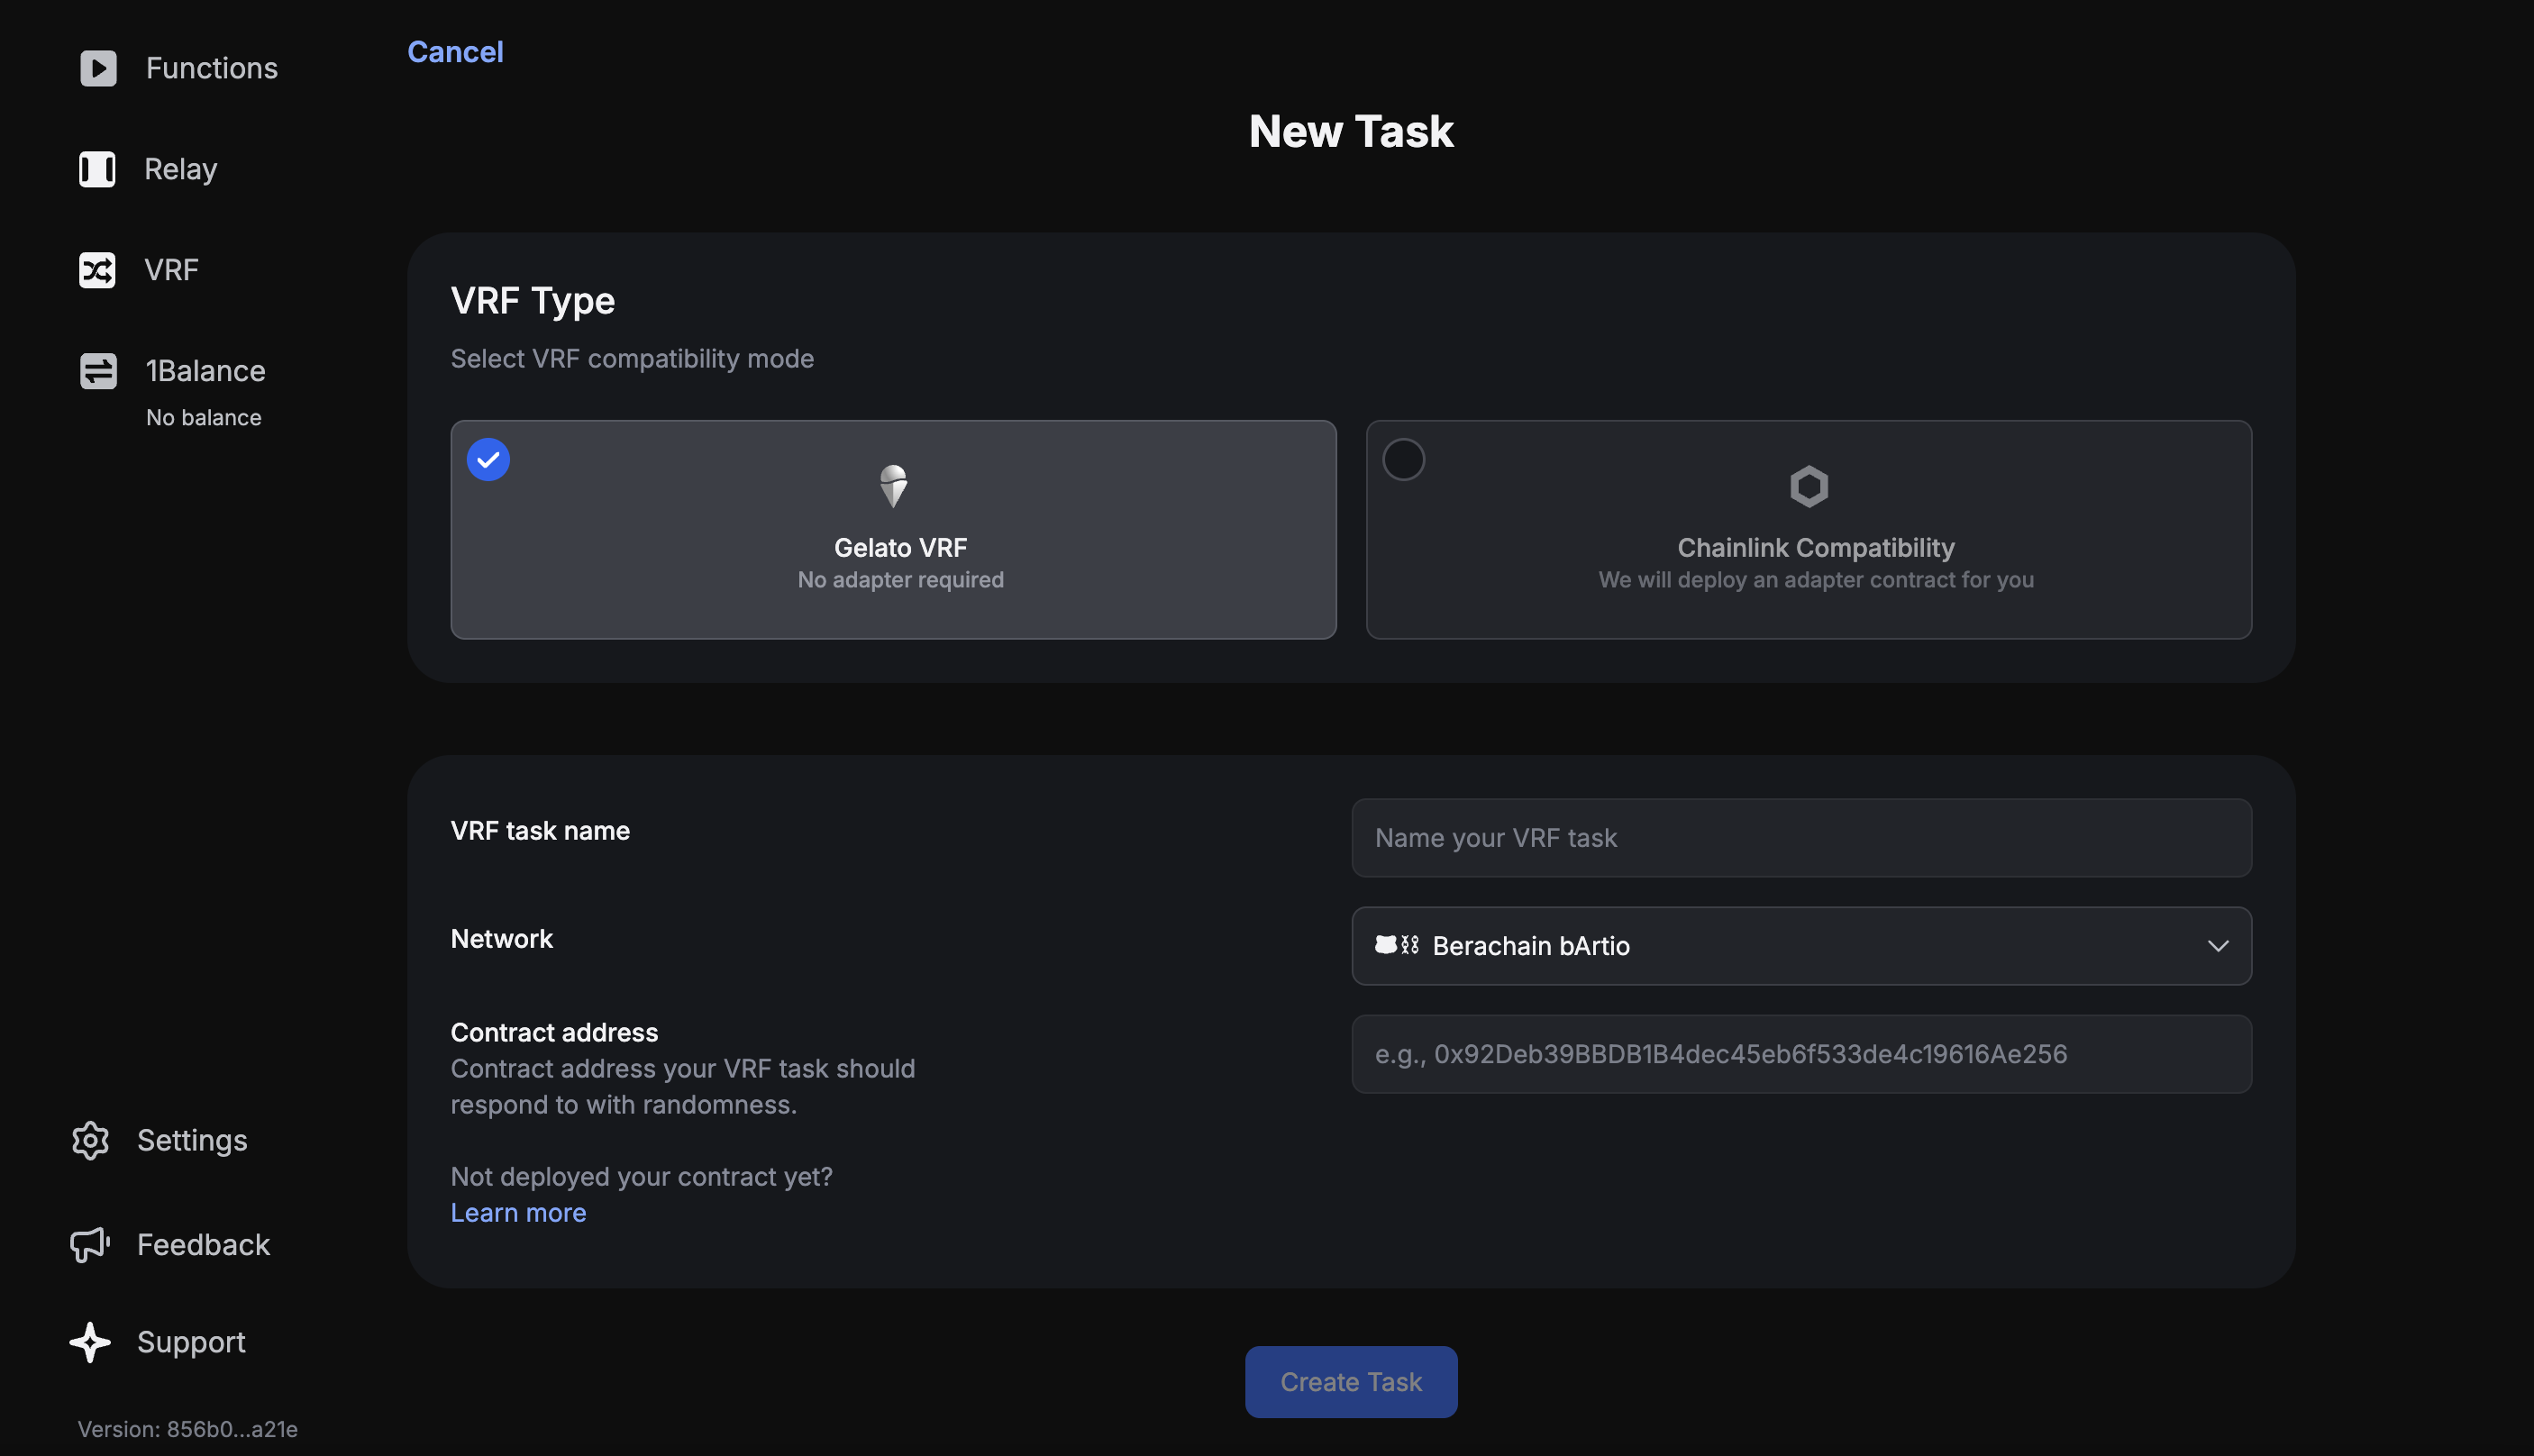 Functions
Relay
VRF
1Balance
No balance
Settings
Feedback
Support
Version: 856b0...a21e
Cancel
New Task
VRF Type
Select VRF compatibility mode
Gelato VRF
No adapter required
Chainlink Compatibility
We will deploy an adapter contract for you
VRF task name
Name your VRF task
Network
Berachain bArtio
Contract address
Contract address your VRF task should
respond to with randomness.
e.g., 0x92Deb39BBDB1B4dec45eb6f533de4c19616Ae256
Not deployed your contract yet?
Learn more
Create Task